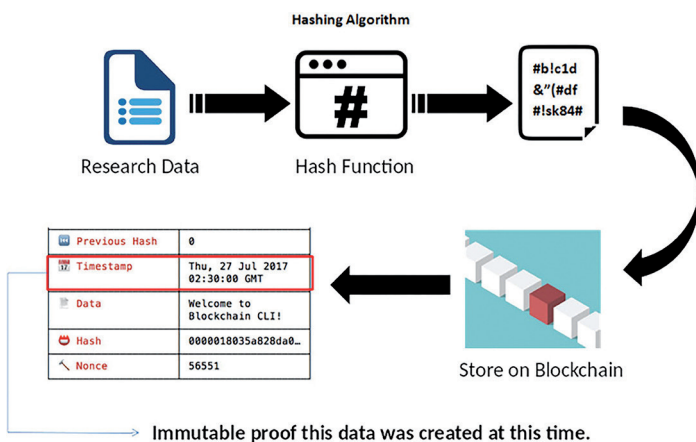 Hashing Algorithm
#
#b!c1d
&”(#df
#!sk84#
Research Data
Hash Function
Previous Hash 0
17 Timestamp Thu, 27 Jul 2017
02:30:00 GMT
Data Welcome to
Blockchain CLI!
Hash 0000018035a828da0…
Nonce 56551
Store on Blockchain
Immutable proof this data was created at this time.